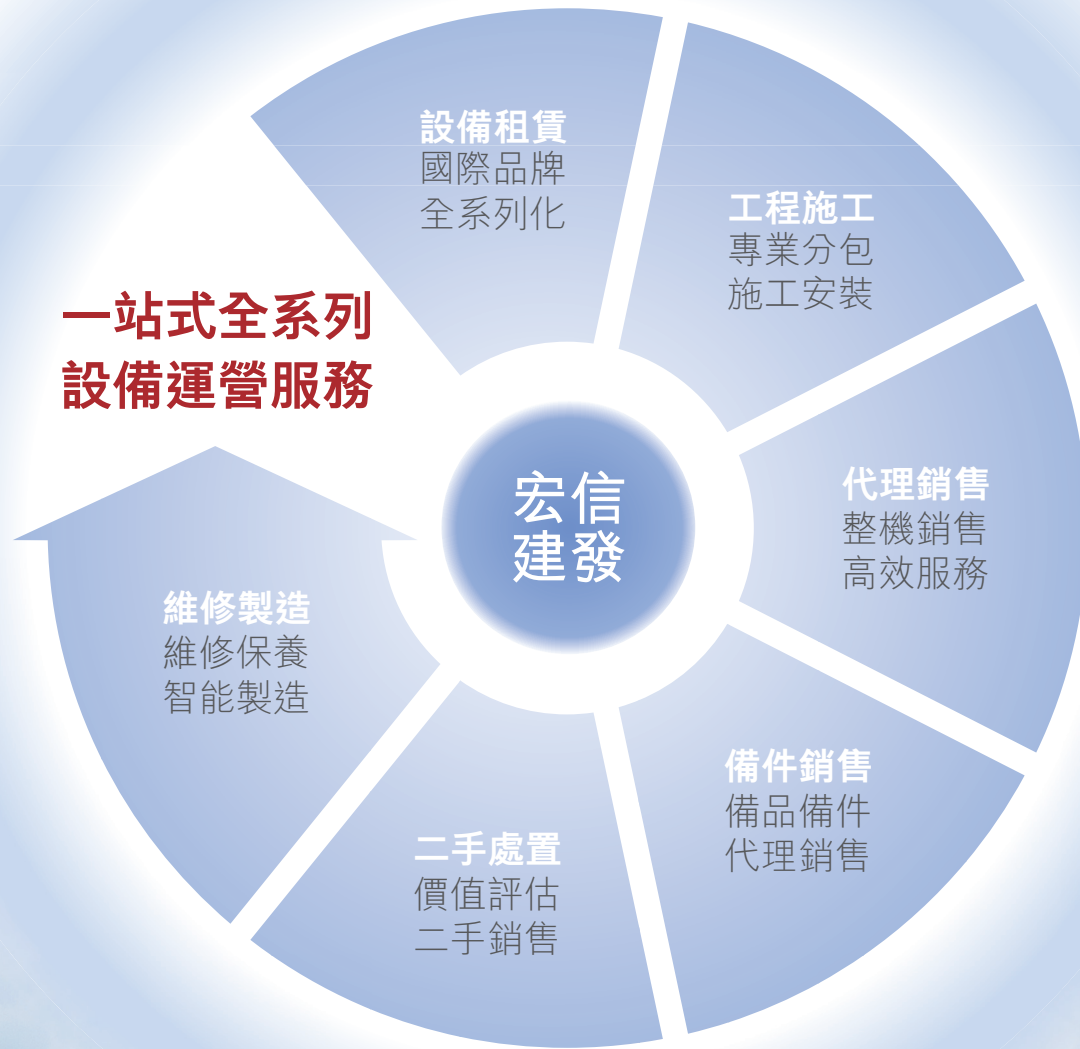 設備租賃
國際品牌
全系列化
工程施工
專業分包
施工安裝
一站式全系列
設備運營服務
宏信
建發
代理銷售
整機銷售
高效服務
維修製造
維修保養
智能製造
備件銷售
備品備件
代理銷售
二手處置
價值評估
二手銷售